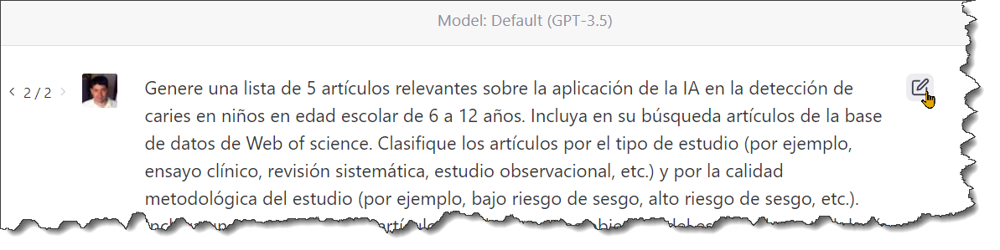 Model: Default (GPT-3.5)
< 2 / 2 >
Genere una lista de 5 artículos relevantes sobre la aplicación de la IA en la detección de
caries en niños en edad escolar de 6 a 12 años. Incluya en su búsqueda artículos de la base
de datos de Web of science. Clasifique los artículos por el tipo de estudio (por ejemplo,
ensayo clínico, revisión sistemática, estudio observacional, etc.) y por la calidad
metodológica del estudio (por ejemplo, bajo riesgo de sesgo, alto riesgo de sesgo, etc.).